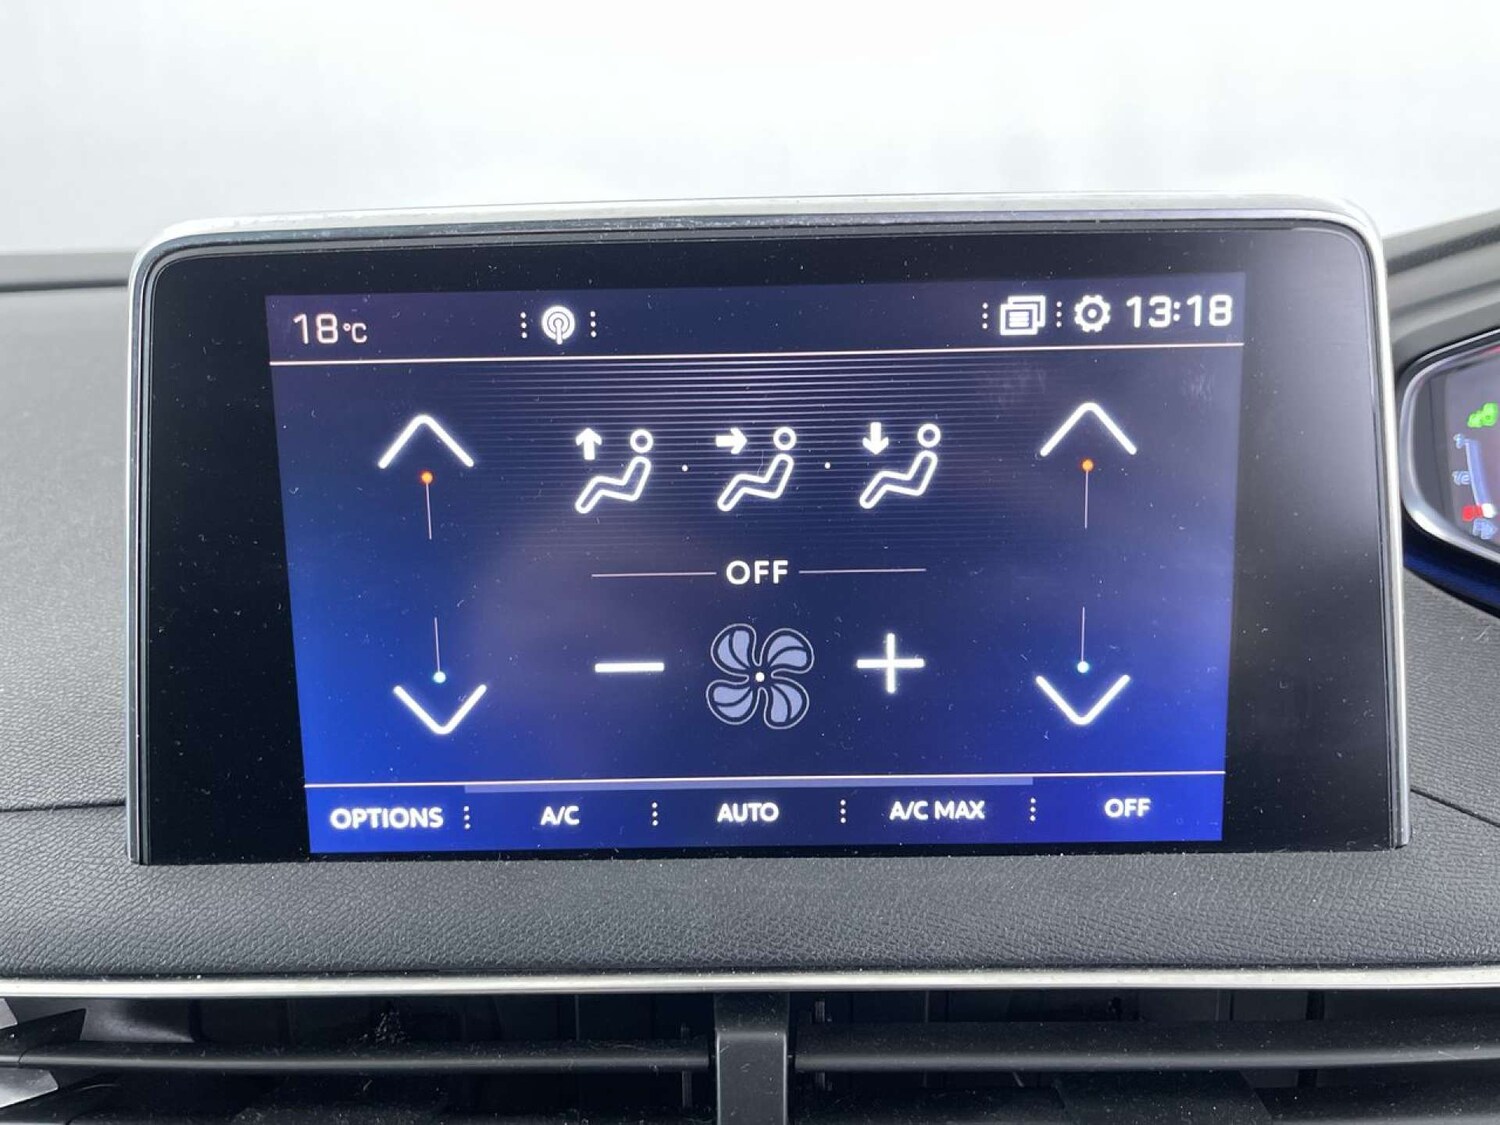 18°C 13:18
OFF
OPTIONS A/C AUTO A/C MAX OFF